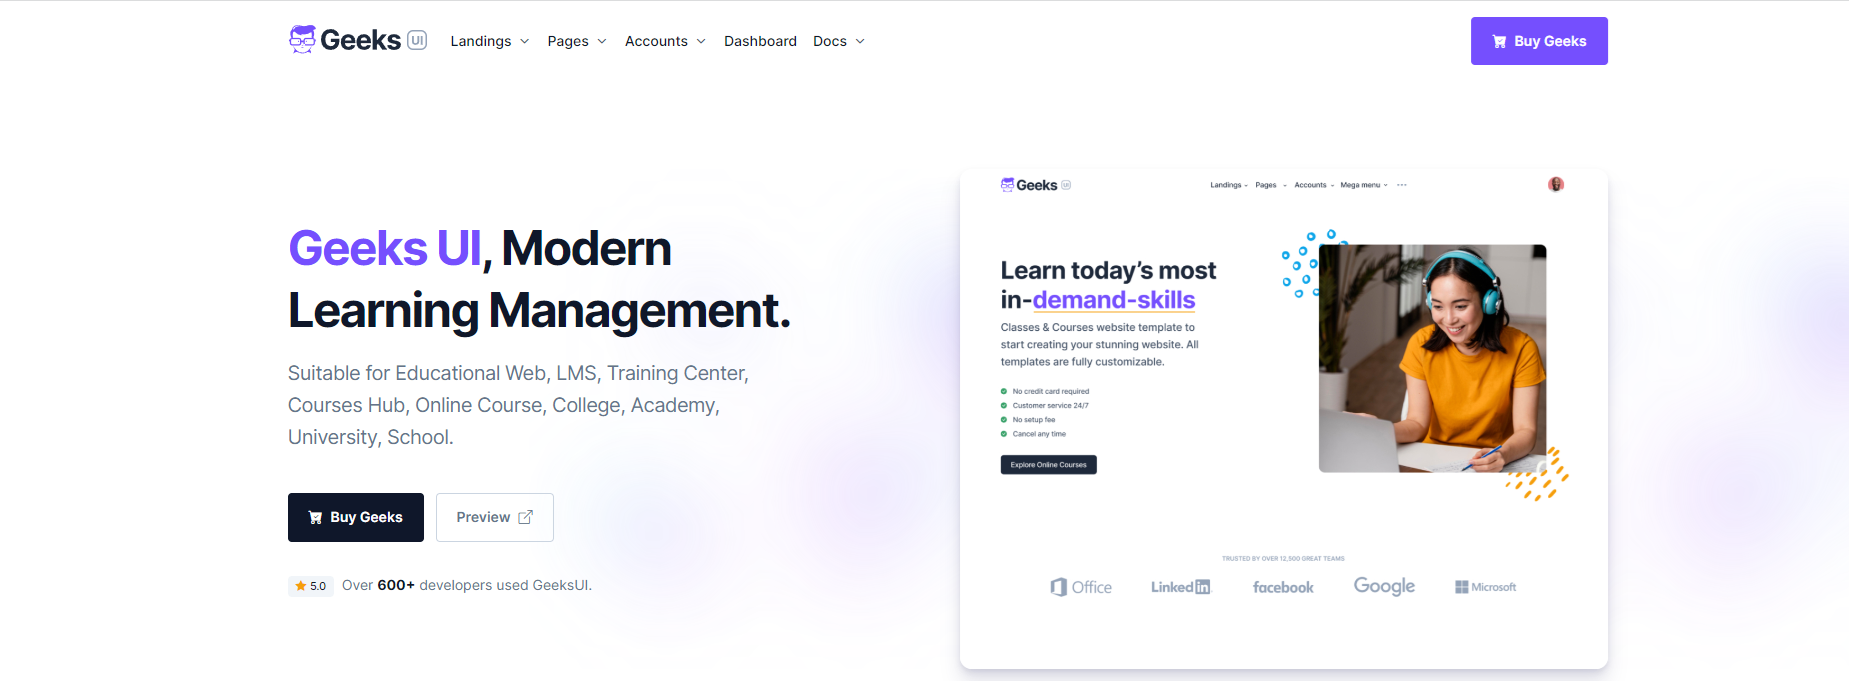 Geeks UI
Landings
Pages
Accounts
Dashboard
Docs
Buy Geeks
Geeks UI, Modern
Learning Management.
Suitable for Educational Web, LMS, Training Center,
Courses Hub, Online Course, College, Academy,
University, School.
Buy Geeks
Preview
5.0
Over 600+ developers used GeeksUI.
Geeks UI
Landings
Pages
Accounts
Mega menu
Learn today's most
in-demand-skills
Classes & Courses website template to
start creating your stunning website. All
templates are fully customizable.
No credit card required
Customer service 24/7
No setup fee
Cancel any time
Explore Online Courses
TRUSTED BY OVER 12,500 GREAT TEAMS
Office
LinkedIn
facebook
Google
Microsoft